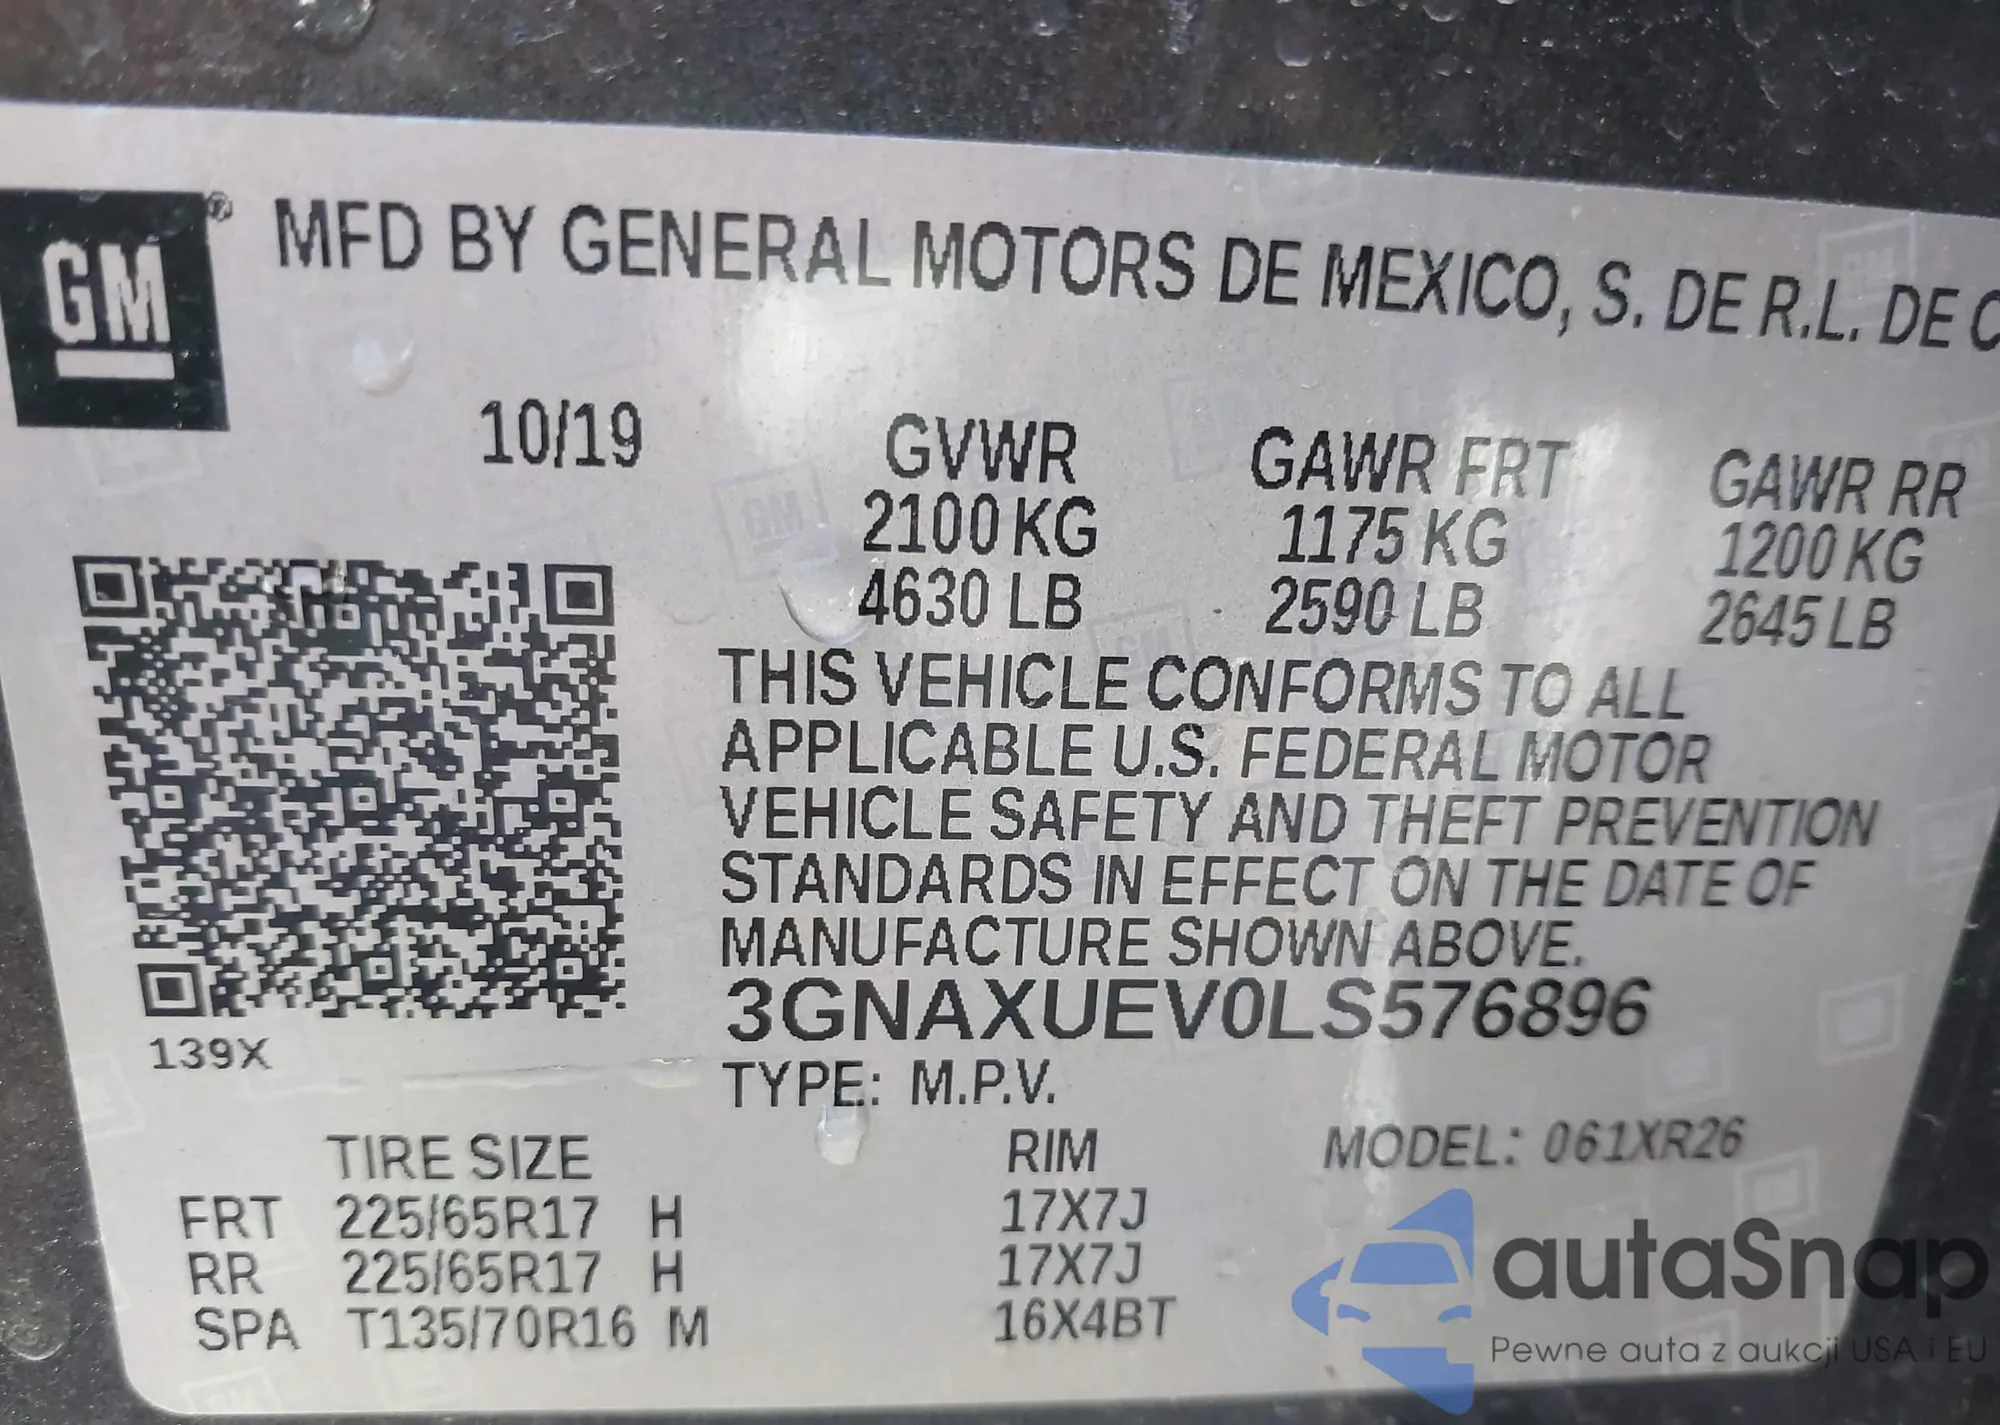 GM® MFD BY GENERAL MOTORS DE MEXICO, S. DE R.L. DE C
10/19 GVWR GAWR FRT GAWR RR
2100 KG 1175 KG 1200 KG
4630 LB 2590 LB 2645 LB
THIS VEHICLE CONFORMS TO ALL
APPLICABLE U.S. FEDERAL MOTOR
VEHICLE SAFETY AND THEFT PREVENTION
STANDARDS IN EFFECT ON THE DATE OF
MANUFACTURE SHOWN ABOVE.
3GNAXUEV0LS576896
139X
TYPE: M.P.V.
TIRE SIZE RIM MODEL: 061XR26
FRT 225/65R17 H 17X7J
RR 225/65R17 H 17X7J
SPA T135/70R16 M 16X4BT
autaSnap
Pewne auta z aukcji USA i EU